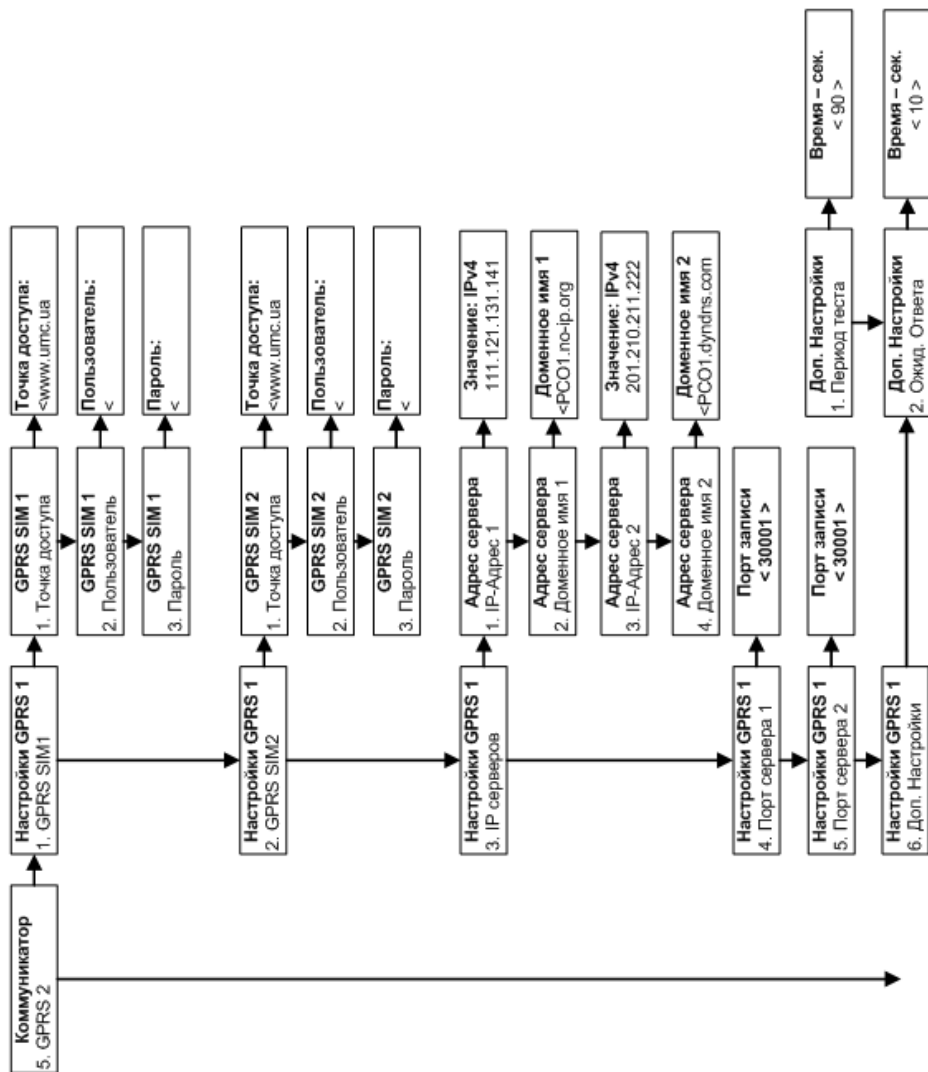 Коммуникатор
5. GPRS 2
Настройки GPRS 1
1. GPRS SIM1
GPRS SIM 1
1. Точка доступа
Точка доступа:
<www.umc.ua
GPRS SIM 1
2. Пользователь
Пользователь:
<
GPRS SIM 1
3. Пароль
Пароль:
<
Настройки GPRS 1
2. GPRS SIM2
GPRS SIM 2
1. Точка доступа
Точка доступа:
<www.umc.ua
GPRS SIM 2
2. Пользователь
Пользователь:
<
GPRS SIM 2
3. Пароль
Пароль:
<
Настройки GPRS 1
3. IP серверов
Адрес сервера
1. IP-Адрес 1
Значение: IPv4
111.121.131.141
Адрес сервера
2. Доменное имя 1
Доменное имя 1
<PCO1.no-ip.org
Адрес сервера
3. IP-Адрес 2
Значение: IPv4
201.210.211.222
Адрес сервера
4. Доменное имя 2
Доменное имя 2
<PCO1.dyndns.com
Настройки GPRS 1
4. Порт сервера 1
Порт записи
< 30001 >
Настройки GPRS 1
5. Порт сервера 2
Порт записи
< 30001 >
Настройки GPRS 1
6. Доп. Настройки
Доп. Настройки
1. Период теста
Время – сек.
< 90 >
Доп. Настройки
2. Ожид. Ответа
Время – сек.
< 10 >